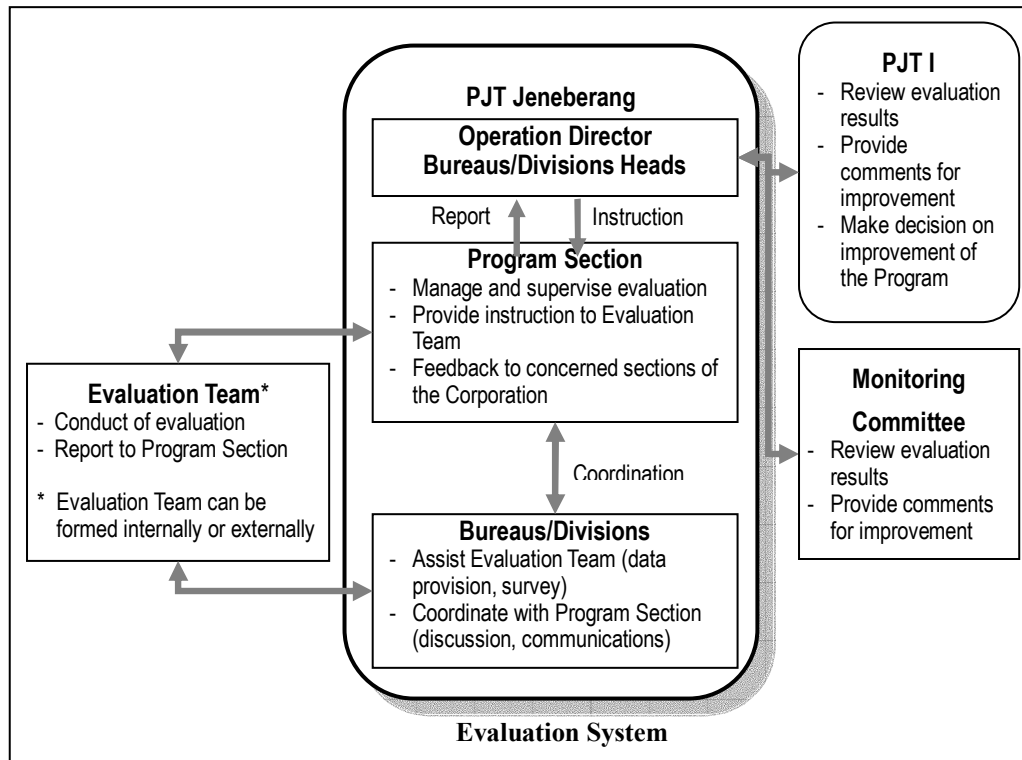 PJT Jeneberang
Operation Director
Bureaus/Divisions Heads
Report
Instruction
Program Section
- Manage and supervise evaluation
- Provide instruction to Evaluation
Team
- Feedback to concerned sections of
the Corporation
Coordination
Bureaus/Divisions
- Assist Evaluation Team (data
provision, survey)
- Coordinate with Program Section
(discussion, communications)
Evaluation Team*
- Conduct of evaluation
- Report to Program Section
* Evaluation Team can be
formed internally or externally
PJT I
- Review evaluation
results
- Provide
comments for
improvement
- Make decision on
improvement of
the Program
Monitoring
Committee
- Review evaluation
results
- Provide comments
for improvement
Evaluation System